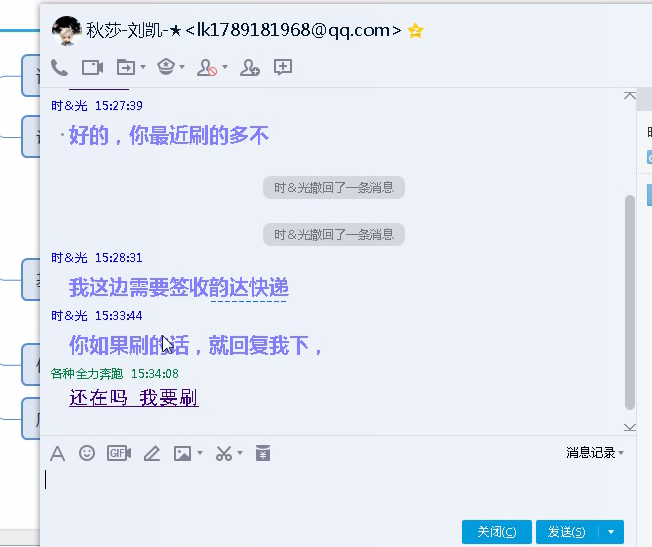 秋莎-刘凯-★<lk1789181968@qq.com>
时&光 15:27:39
好的，你最近刷的多不
时&光撤回了一条消息
时&光撤回了一条消息
时&光 15:28:31
我这边需要签收韵达快递
时&光 15:33:44
你如果刷的话，就回复我下，
各种全力奔跑 15:34:08
还在吗 我要刷
GIF
消息记录
关闭(C) 发送(S)